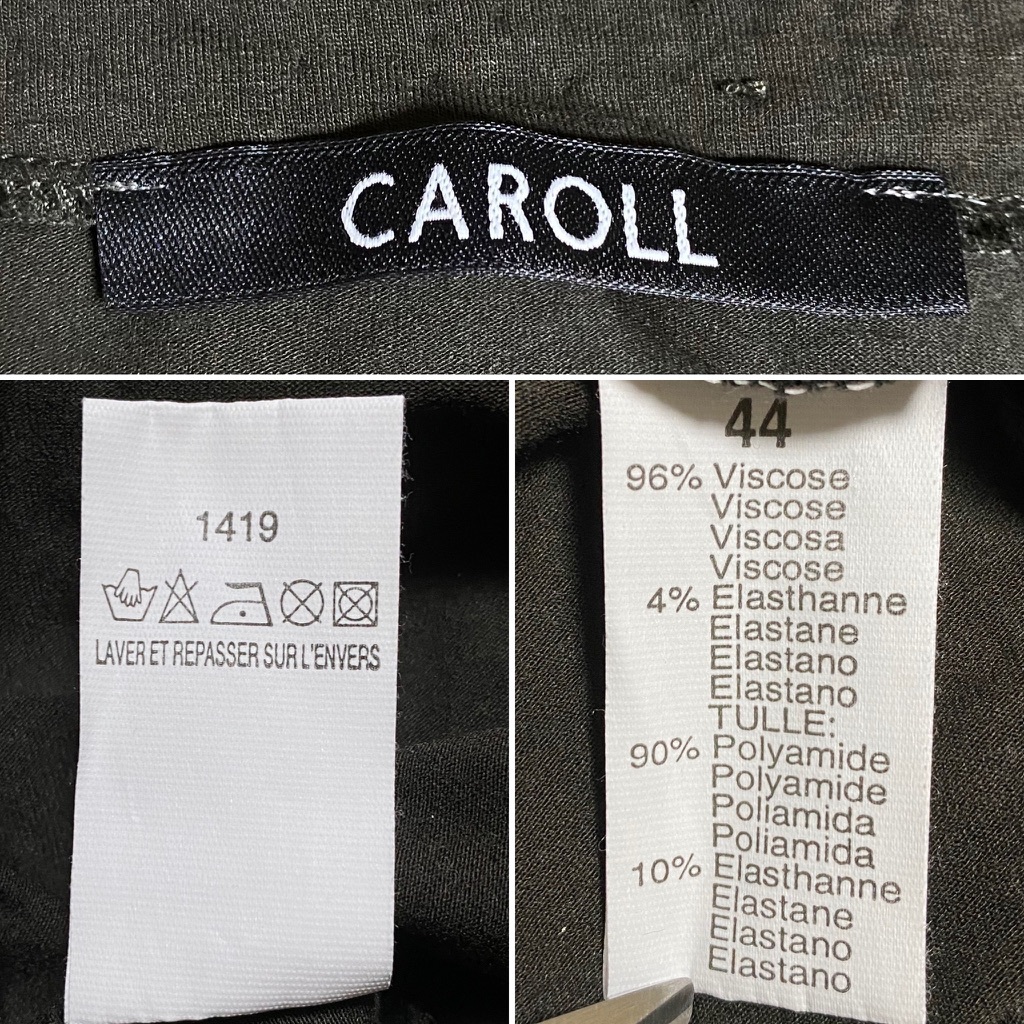 CAROLL
1419
LAVER ET REPASSER SUR L'ENVERS
44
96% Viscose
Viscose
Viscosa
Viscose
4% Elasthanne
Elastane
Elastano
Elastano
TULLE:
90% Polyamide
Polyamide
Poliamida
Poliamida
10% Elasthanne
Elastane
Elastano
Elastano